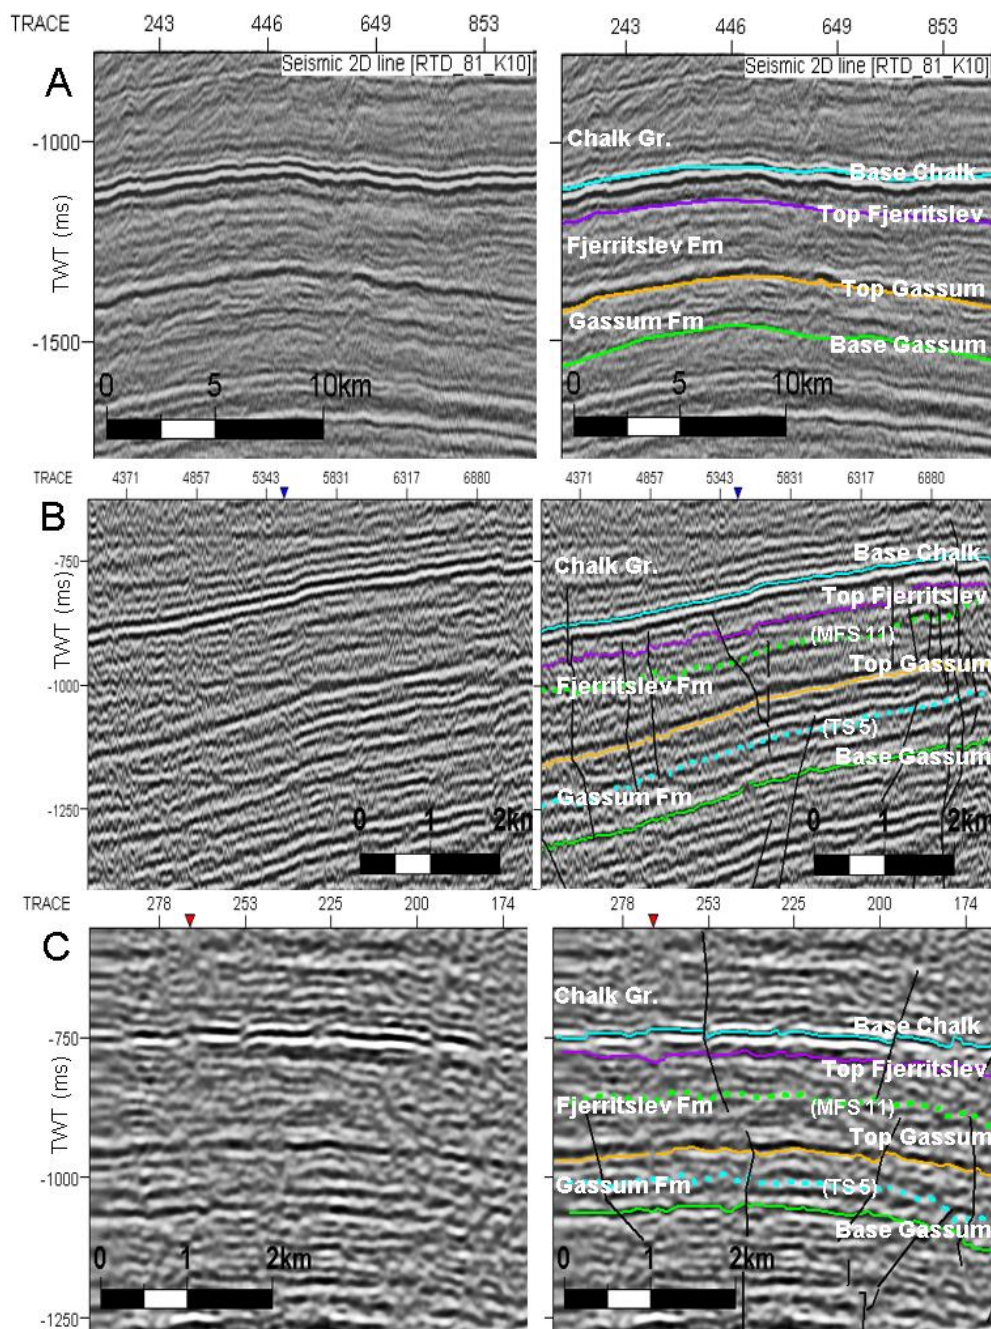 TRACE 243 446 649 853 243 446 649 853
A Seismic 2D line [RTD_81_K10] Seismic 2D line [RTD_81_K10]
-1000 Chalk Gr.
Base Chalk
Top Fjerritslev
TWT (ms) Fjerritslev Fm
Top Gassum
Gassum Fm
-1500 Base Gassum
0 5 10km 0 5 10km
TRACE 4371 4857 5343 5831 6317 6880 4371 4857 5343 5831 6317 6880
B
-750 Chalk Gr. Base Chalk
Top Fjerritslev
TWT (ms) (MFS 11)
Top Gassum
-1000 Fjerritslev Fm
(TS 5)
Base Gassum
Gassum Fm
-1250
0 1 2km 0 1 2km
TRACE 278 253 225 200 174 278 253 225 200 174
C
Chalk Gr.
-750 Base Chalk
Top Fjerritslev
TWT (ms) Fjerritslev Fm (MFS 11)
Top Gassum
-1000 Gassum Fm (TS 5)
Base Gassum
0 1 2km 0 1 2km
-1250